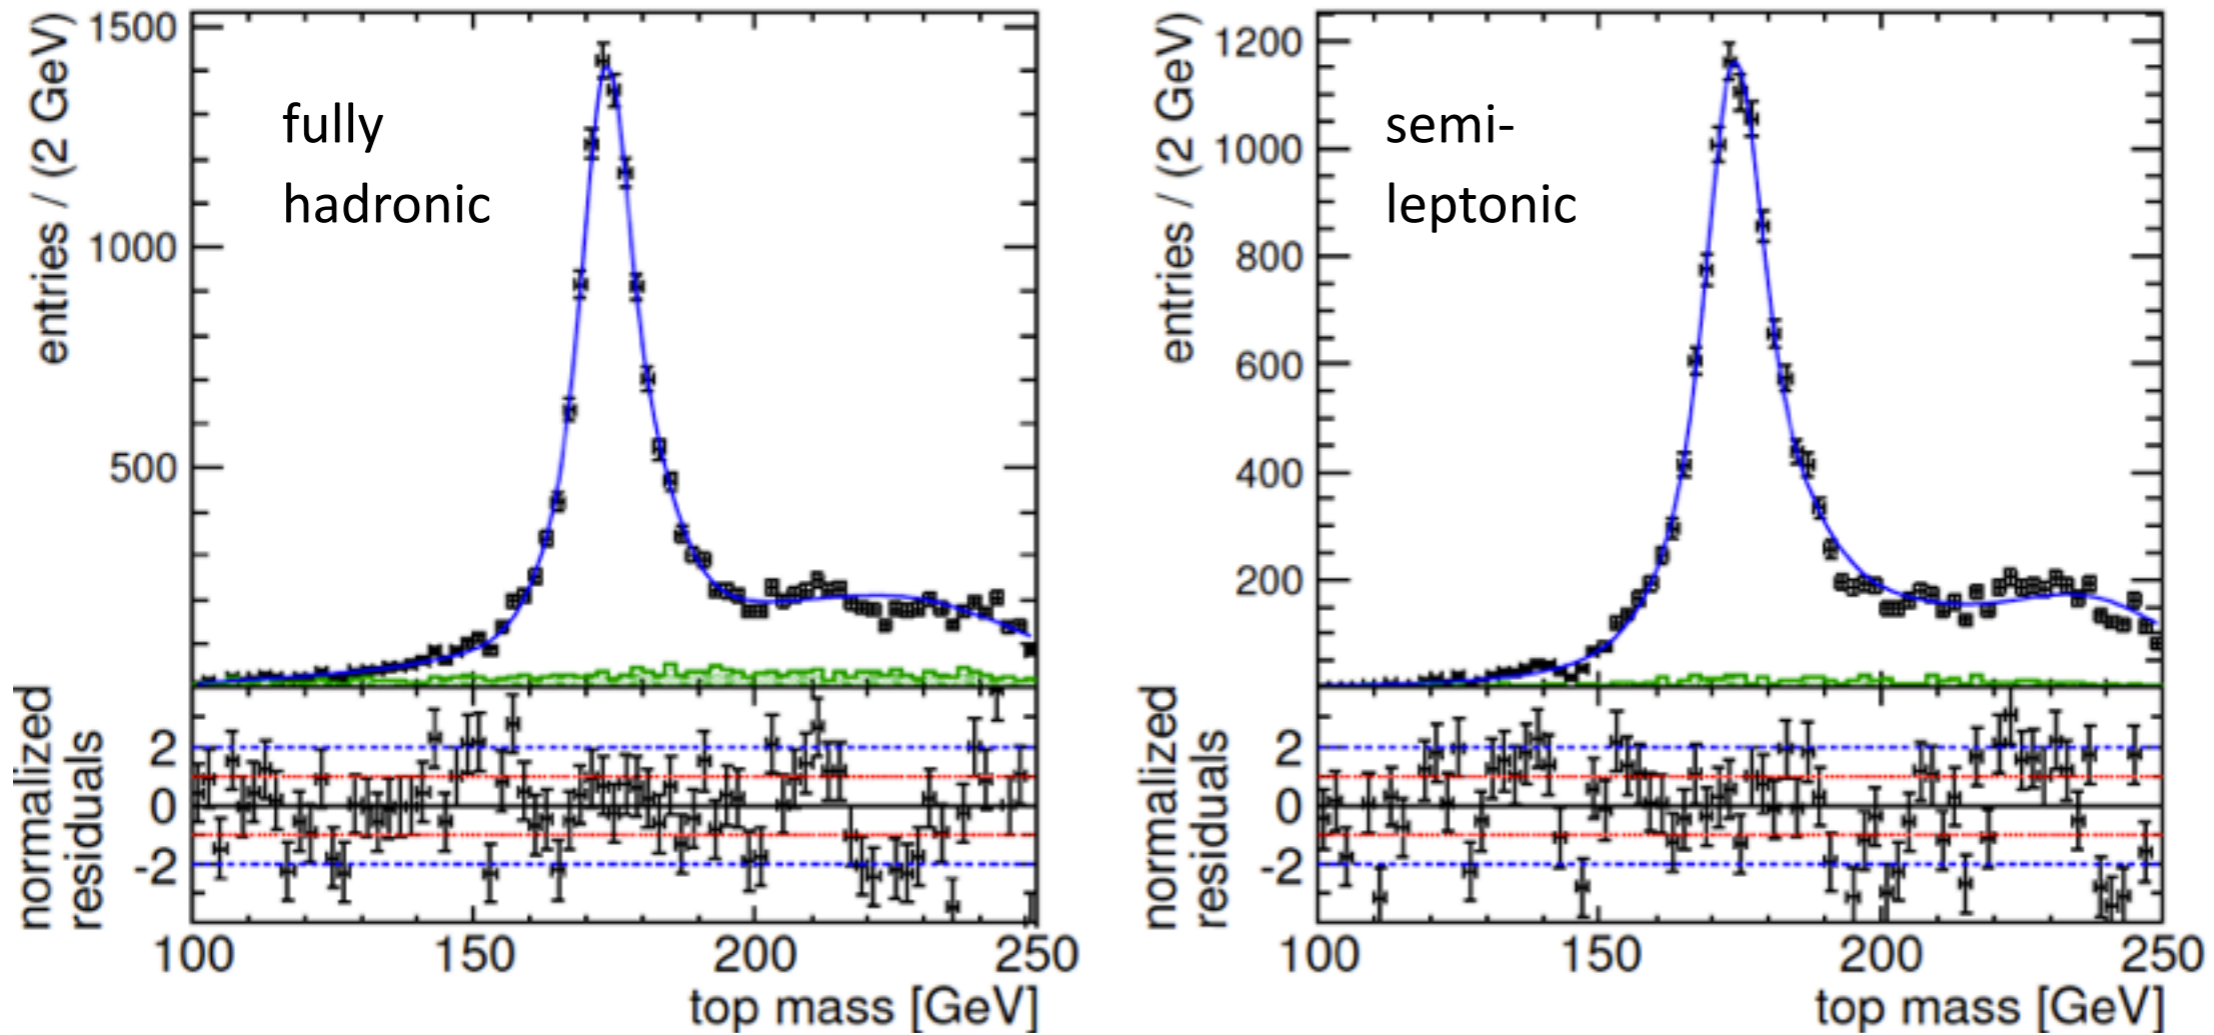 entries / (2 GeV)
1500
1000
500
fully
hadronic
normalized
residuals
2
0
-2
100 150 200 250
top mass [GeV]
entries / (2 GeV)
1200
1000
800
600
400
200
semi-
leptonic
normalized
residuals
2
0
-2
100 150 200 250
top mass [GeV]